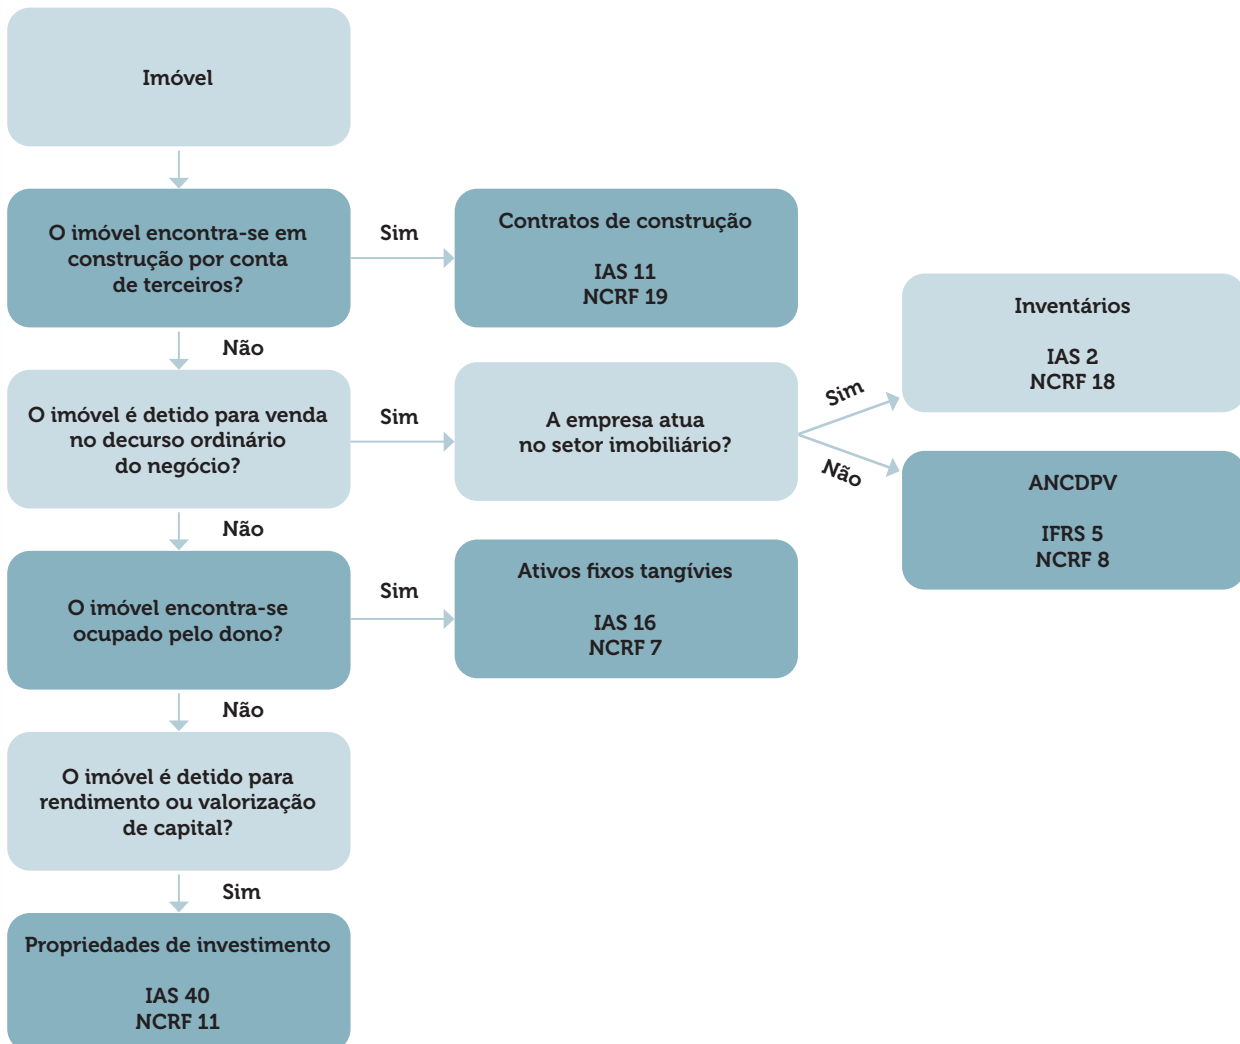 Imóvel
O imóvel encontra-se em
construção por conta
de terceiros?
Sim
Contratos de construção
IAS 11
NCRF 19
Não
O imóvel é detido para venda
no decurso ordinário
do negócio?
Sim
A empresa atua
no setor imobiliário?
Sim
Inventários
IAS 2
NCRF 18
Não
ANCDPV
IFRS 5
NCRF 8
Não
O imóvel encontra-se
ocupado pelo dono?
Sim
Ativos fixos tangívies
IAS 16
NCRF 7
Não
O imóvel é detido para
rendimento ou valorização
de capital?
Sim
Propriedades de investimento
IAS 40
NCRF 11